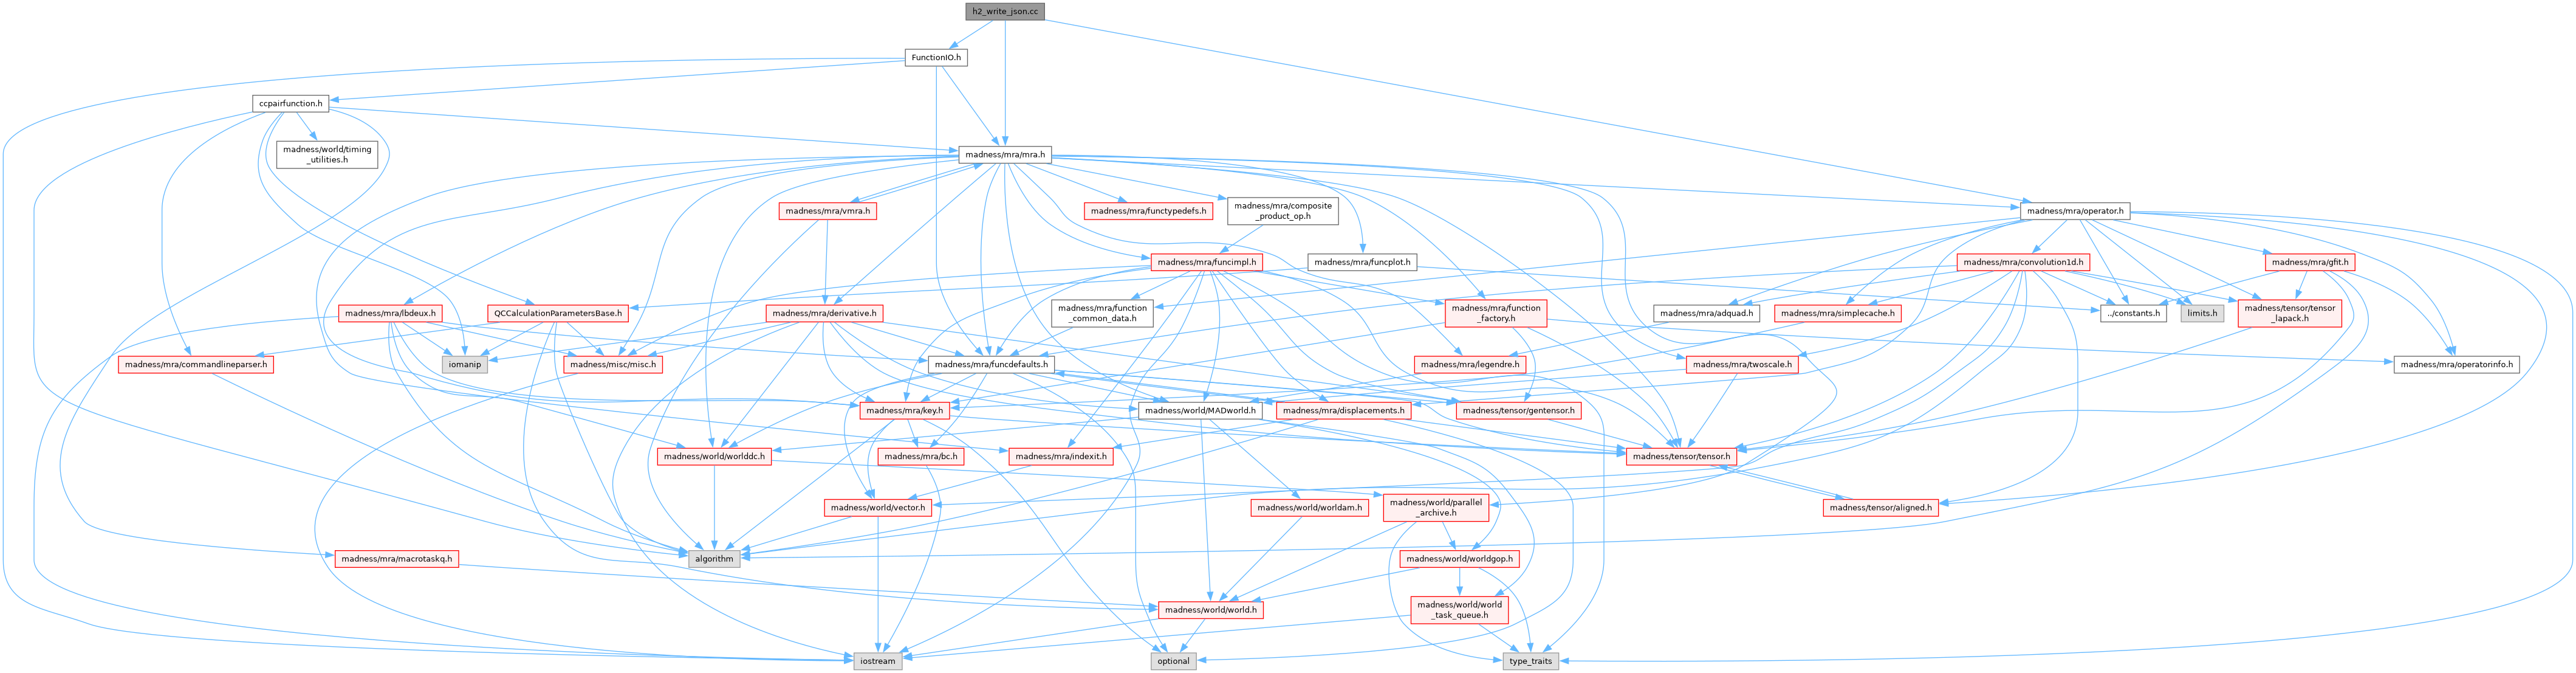 h2_write_json.cc
FunctionIO.h
ccpairfunction.h
madness/world/timing
_utilities.h
madness/mra/mra.h
madness/mra/vmra.h
madness/mra/functypedefs.h
madness/mra/composite
_product_op.h
madness/mra/operator.h
madness/mra/funcimpl.h
madness/mra/funcplot.h
madness/mra/convolution1d.h
madness/mra/gfit.h
madness/mra/lbdeux.h
QCCalculationParametersBase.h
madness/mra/derivative.h
madness/mra/function
_common_data.h
madness/mra/function
_factory.h
madness/mra/adquad.h
madness/mra/simplecache.h
../constants.h
limits.h
madness/tensor/tensor
_lapack.h
madness/mra/commandlineparser.h
iomanip
madness/misc/misc.h
madness/mra/funcdefaults.h
madness/mra/legendre.h
madness/mra/twoscale.h
madness/mra/operatorinfo.h
madness/mra/key.h
madness/world/MADworld.h
madness/mra/displacements.h
madness/tensor/gentensor.h
madness/world/worlddc.h
madness/mra/bc.h
madness/mra/indexit.h
madness/tensor/tensor.h
madness/world/vector.h
madness/world/worldam.h
madness/world/parallel
_archive.h
madness/tensor/aligned.h
madness/mra/macrotaskq.h
algorithm
madness/world/worldgop.h
madness/world/world.h
madness/world/world
_task_queue.h
iostream
optional
type_traits